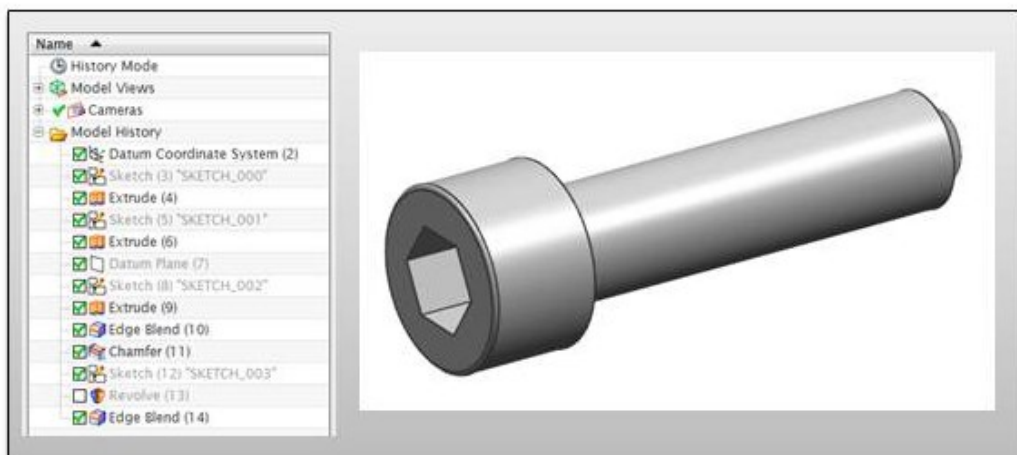 Name
History Mode
Model Views
Cameras
Model History
Datum Coordinate System (2)
Sketch (3) "SKETCH_000"
Extrude (4)
Sketch (5) "SKETCH_001"
Extrude (6)
Datum Plane (7)
Sketch (8) "SKETCH_002"
Extrude (9)
Edge Blend (10)
Chamfer (11)
Sketch (12) "SKETCH_003"
Revolve (13)
Edge Blend (14)